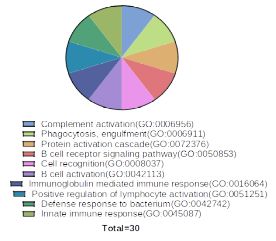 Complement activation(GO:0006956)
Phagocytosis, engulfment(GO:0006911)
Protein activation cascade(GO:0072376)
B cell receptor signaling pathway(GO:0050853)
Cell recognition(GO:0008037)
B cell activation(GO:0042113)
Immunoglobulin mediated immune response(GO:0016064)
Positive regulation of lymphocyte activation(GO:0051251)
Defense response to bacterium(GO:0042742)
Innate immune response(GO:0045087)
Total=30